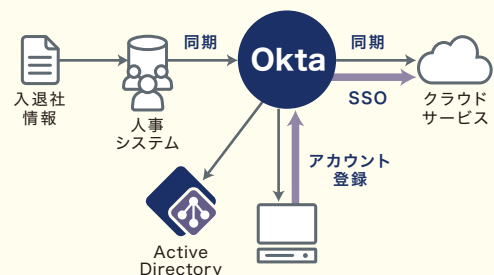 同期
同期
Okta
入退社
情報
人事
システム
SSO
クラウド
サービス
アカウント
登録
Active
Directory